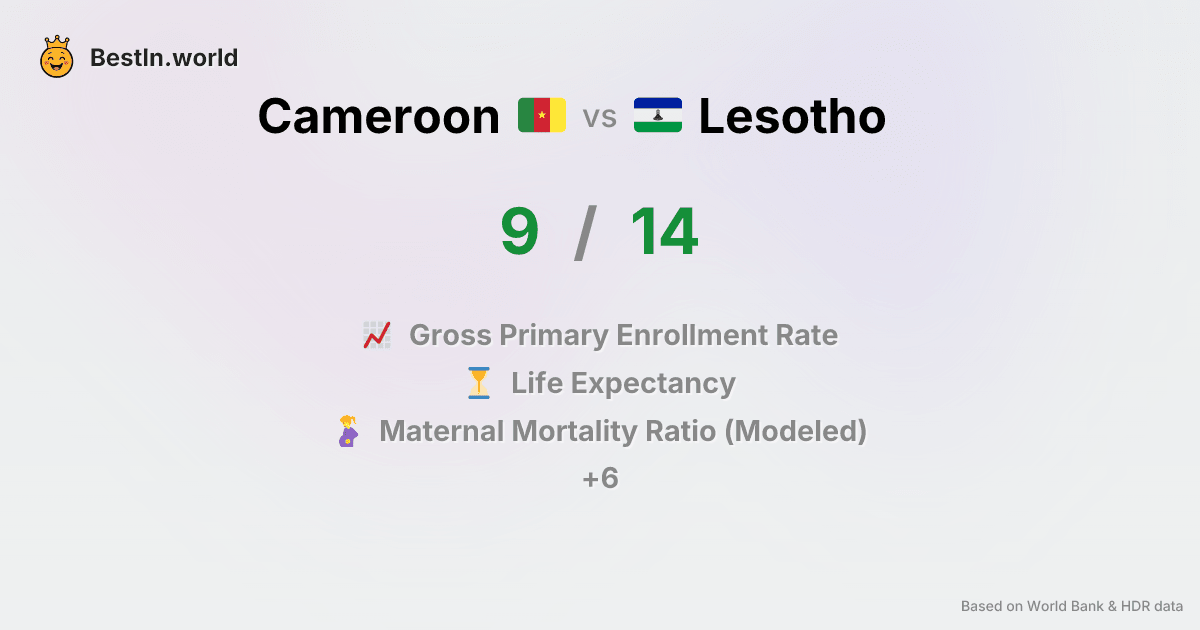 BestIn.world
Cameroon vs Lesotho
9 / 14
Gross Primary Enrollment Rate
Life Expectancy
Maternal Mortality Ratio (Modeled)
+6
Based on World Bank & HDR data